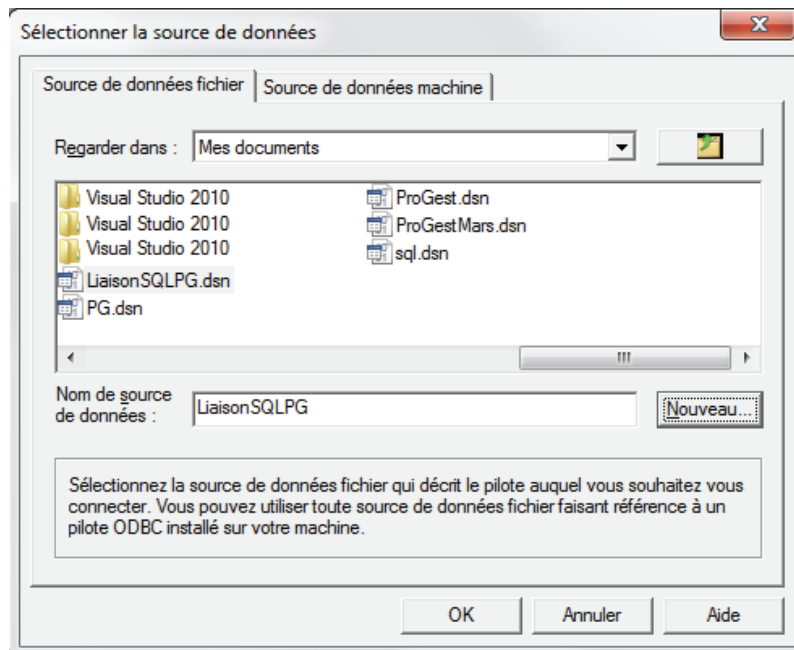 Sélectionner la source de données
x
Source de données fichier
Source de données machine
Regarder dans :
Mes documents
Visual Studio 2010
Visual Studio 2010
Visual Studio 2010
LiaisonSQLPG.dsn
PG.dsn
ProGest.dsn
ProGestMars.dsn
sql.dsn
Nom de source
de données :
LiaisonSQLPG
Nouveau...
Sélectionnez la source de données fichier qui décrit le pilote auquel vous souhaitez vous
connecter. Vous pouvez utiliser toute source de données fichier faisant référence à un
pilote ODBC installé sur votre machine.
OK
Annuler
Aide